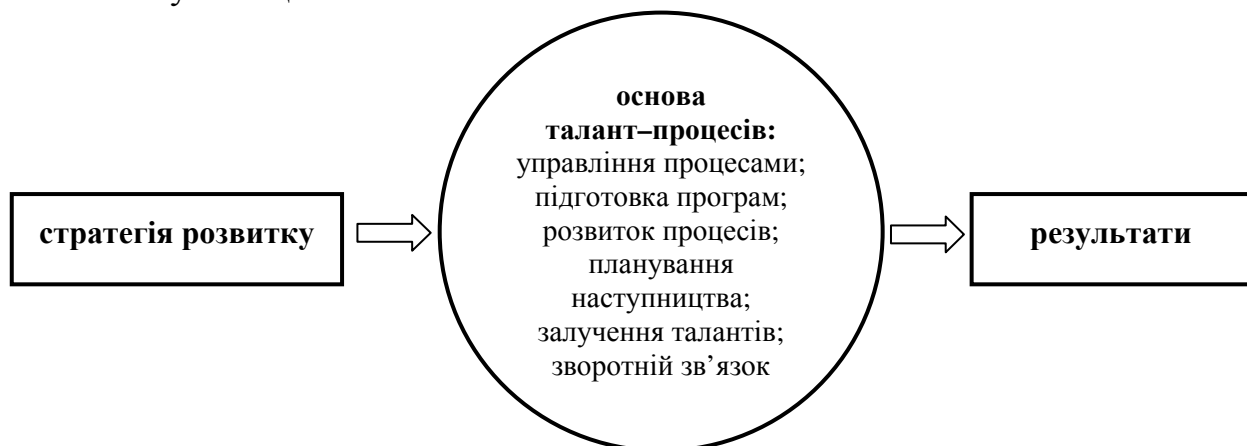 основа
талант–процесів:
управління процесами;
підготовка програм;
розвиток процесів;
планування
наступництва;
залучення талантів;
зворотній зв’язок
стратегія розвитку
результати